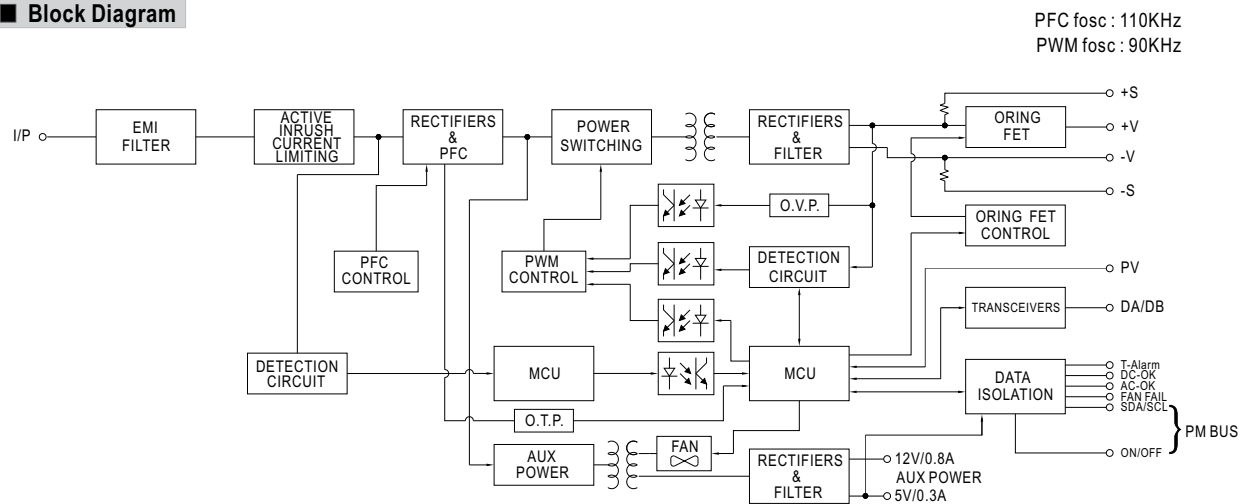 Block Diagram
PFC fosc : 110KHz
PWM fosc : 90KHz
I/P
EMI
FILTER
ACTIVE
INRUSH
CURRENT
LIMITING
RECTIFIERS
&
PFC
POWER
SWITCHING
RECTIFIERS
&
FILTER
ORING
FET
+S
+V
-V
-S
O.V.P.
ORING FET
CONTROL
PFC
CONTROL
PWM
CONTROL
DETECTION
CIRCUIT
PV
TRANSCEIVERS
DA/DB
DETECTION
CIRCUIT
MCU
MCU
DATA
ISOLATION
T-Alarm
DC-OK
AC-OK
FAN FAIL
SDA/SCL
PM BUS
ON/OFF
O.T.P.
AUX
POWER
FAN
RECTIFIERS
&
FILTER
12V/0.8A
AUX POWER
5V/0.3A